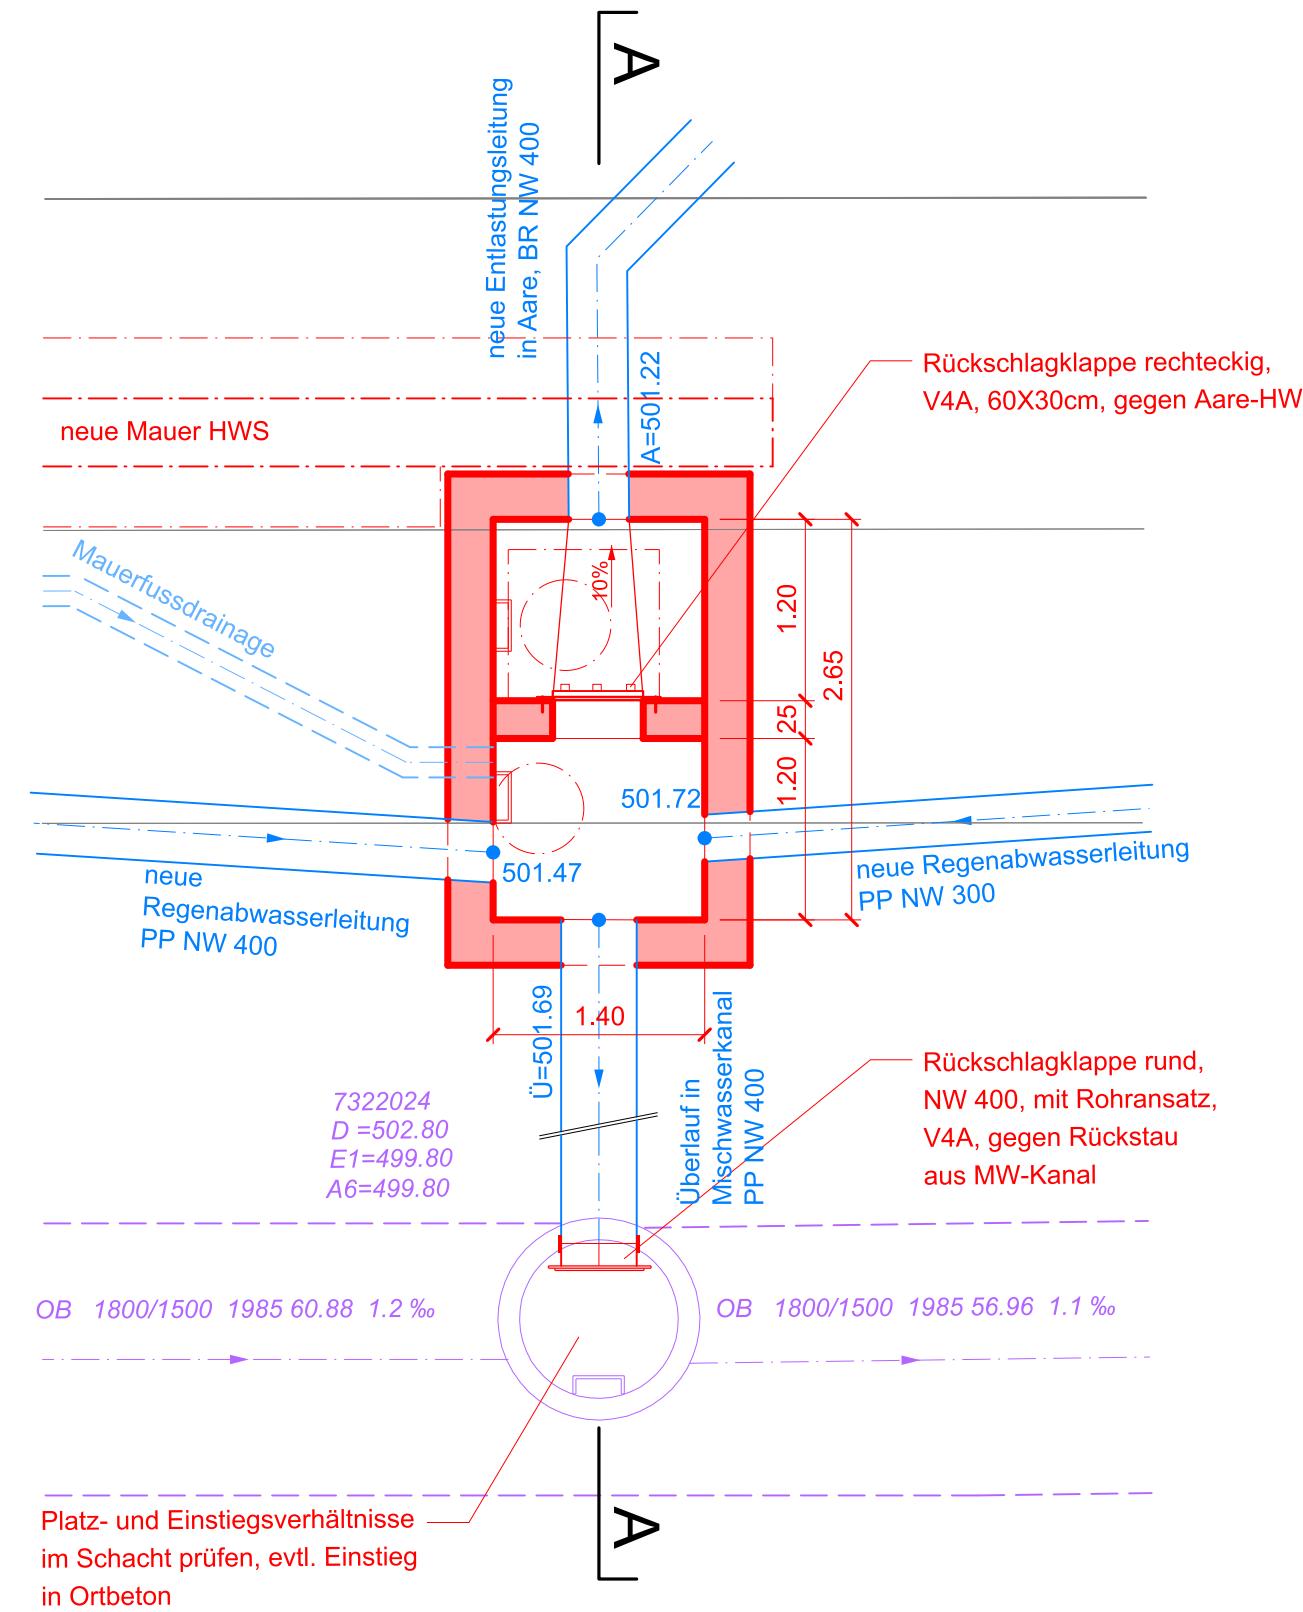 A
neue Entlastungsleitung
in Aare, BR NW 400
A=501.22
Rückschlagklappe rechteckig,
V4A, 60X30cm, gegen Aare-HW
neue Mauer HWS
Mauerfussdrainage
10%
1.20
2.65
25
1.20
501.72
501.47
neue Regenabwasserleitung
PP NW 300
neue
Regenabwasserleitung
PP NW 400
Ü=501.69
1.40
Überlauf in
Mischwasserkanal
PP NW 400
Rückschlagklappe rund,
NW 400, mit Rohransatz,
V4A, gegen Rückstau
aus MW-Kanal
7322024
D =502.80
E1=499.80
A6=499.80
OB 1800/1500 1985 60.88 1.2 ‰
OB 1800/1500 1985 56.96 1.1 ‰
Platz- und Einstiegsverhältnisse
im Schacht prüfen, evtl. Einstieg
in Ortbeton
A